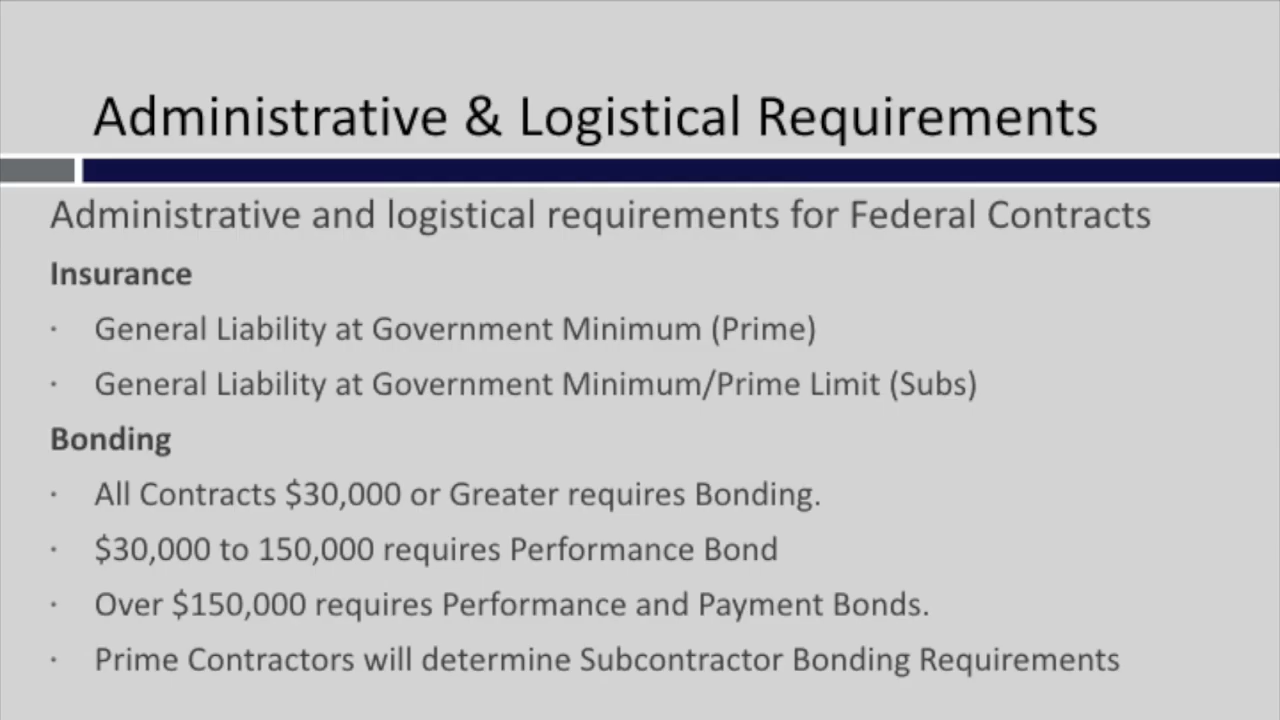 Administrative & Logistical Requirements
Administrative and logistical requirements for Federal Contracts
Insurance
· General Liability at Government Minimum (Prime)
· General Liability at Government Minimum/Prime Limit (Subs)
Bonding
· All Contracts $30,000 or Greater requires Bonding.
· $30,000 to 150,000 requires Performance Bond
· Over $150,000 requires Performance and Payment Bonds.
· Prime Contractors will determine Subcontractor Bonding Requirements